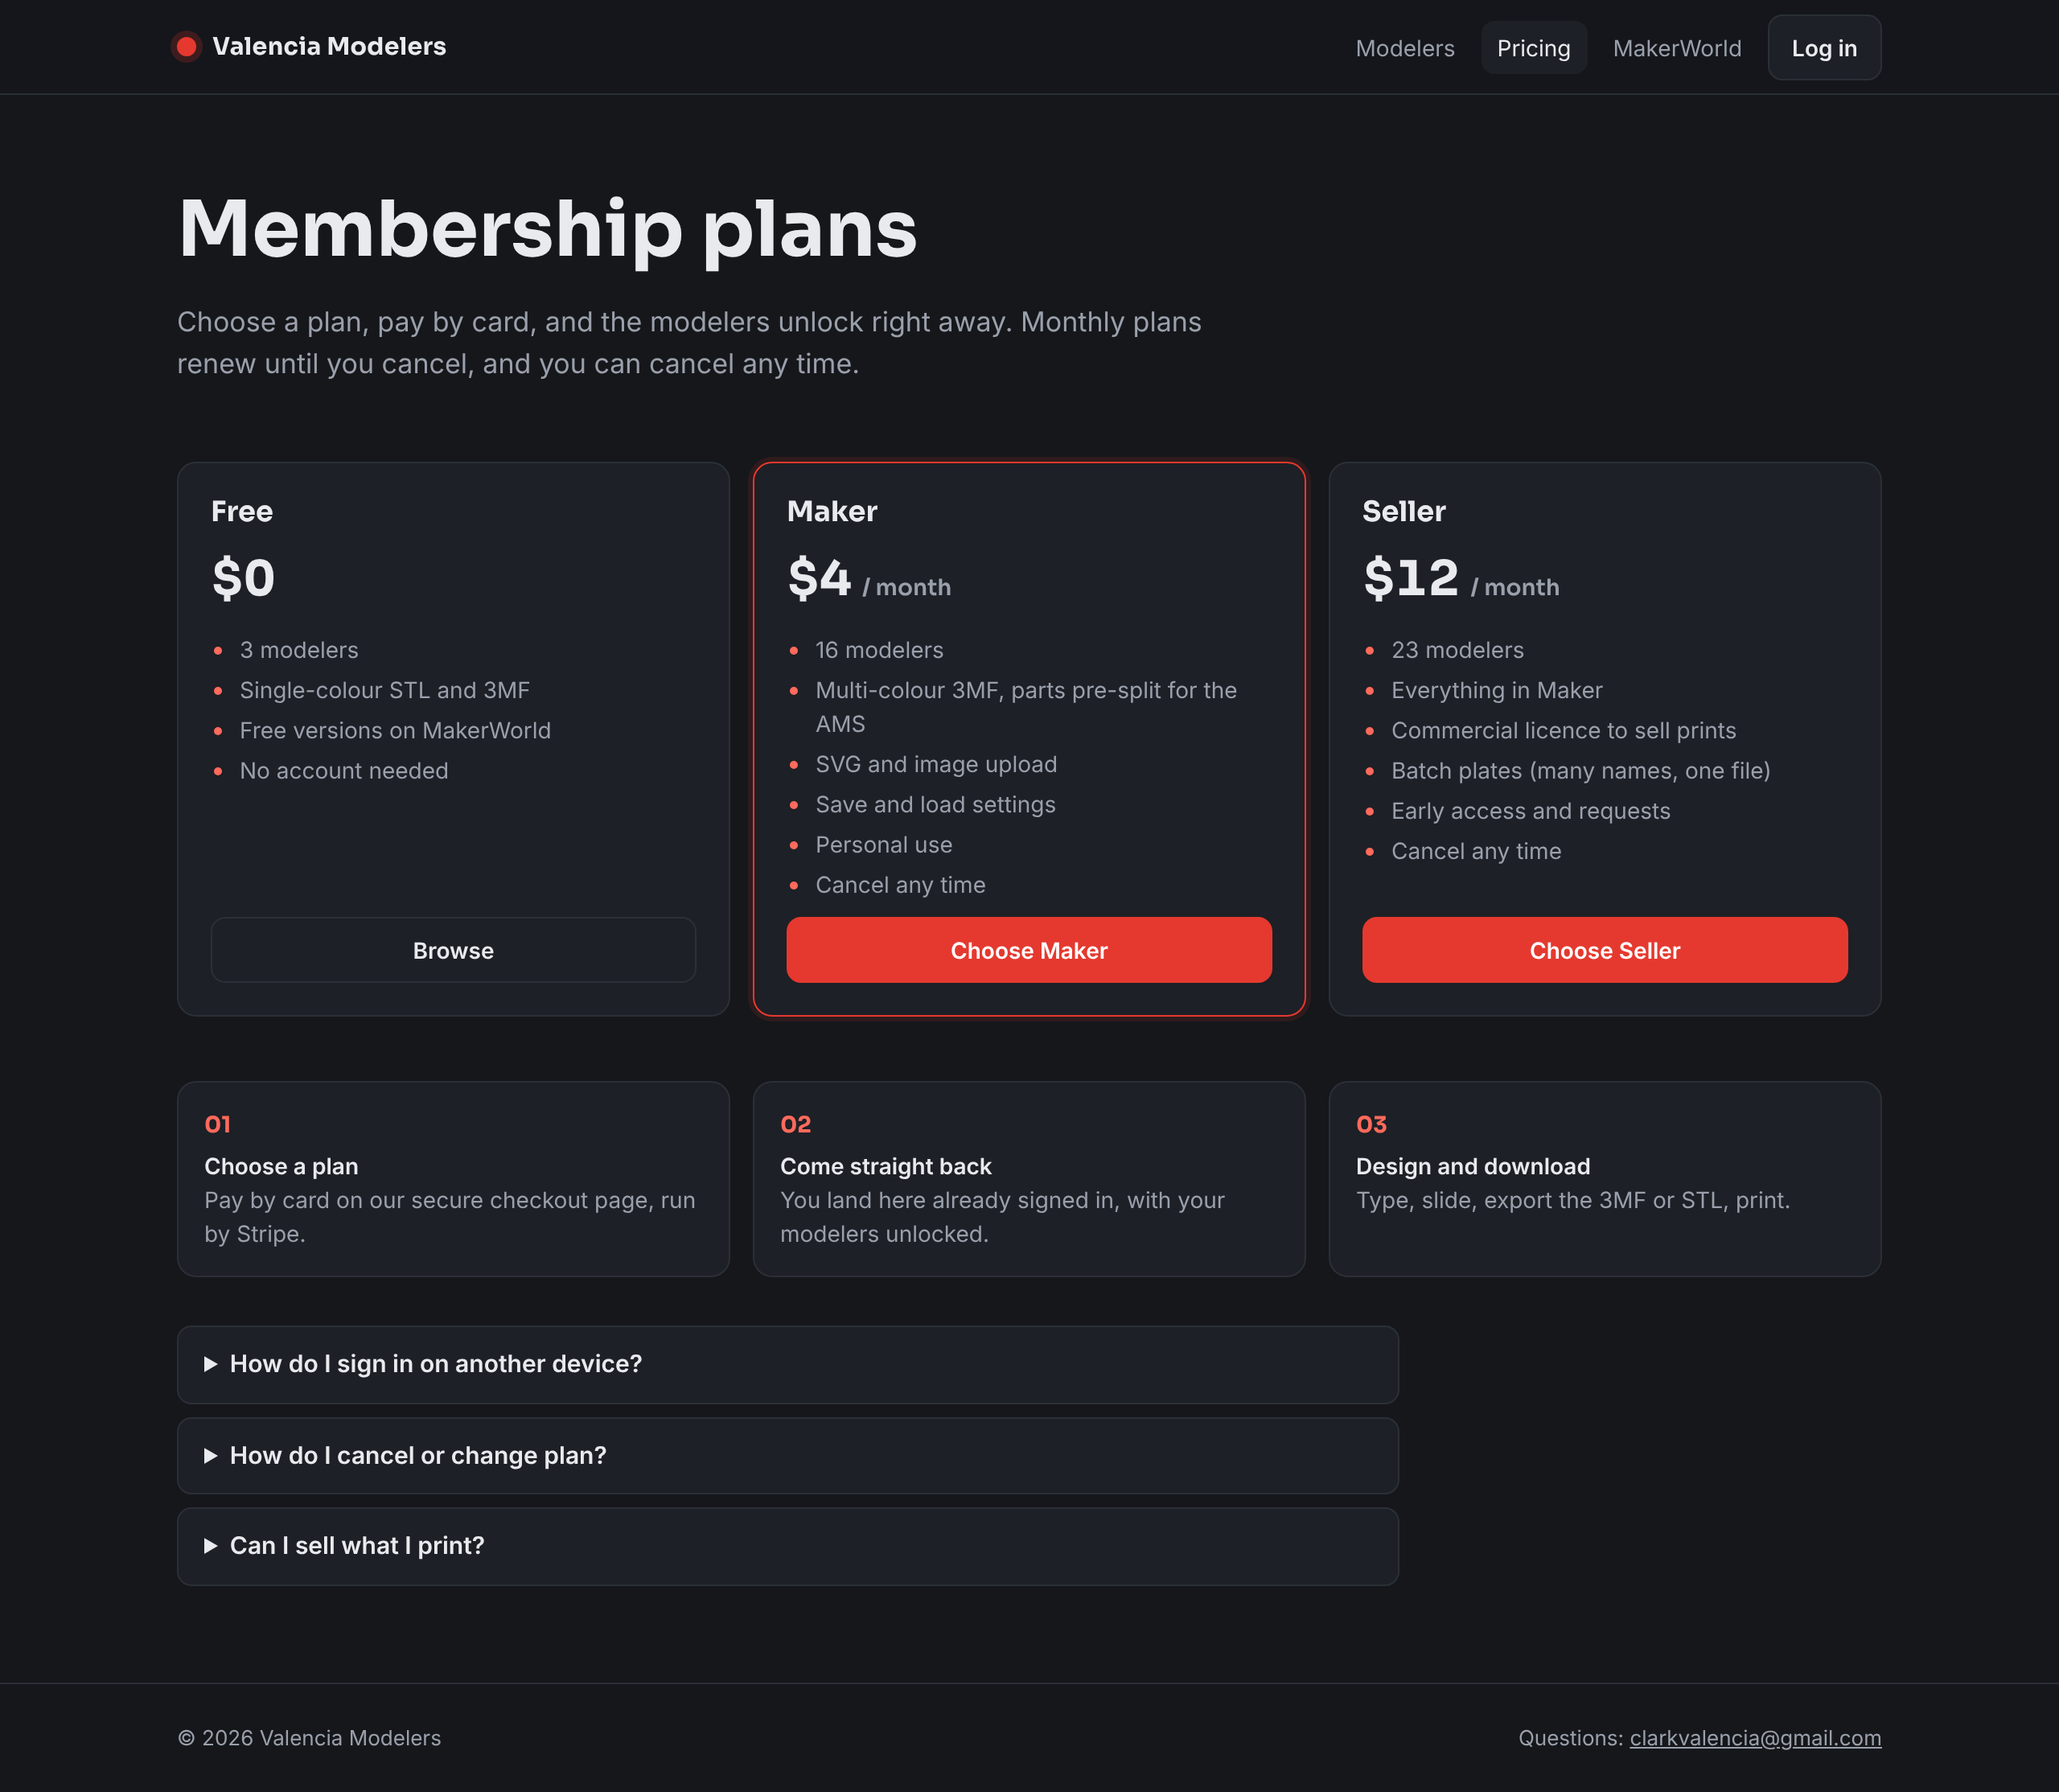 Valencia Modelers
Modelers
Pricing
MakerWorld
Log in
Membership plans
Choose a plan, pay by card, and the modelers unlock right away. Monthly plans
renew until you cancel, and you can cancel any time.
Free
$0
3 modelers
Single-colour STL and 3MF
Free versions on MakerWorld
No account needed
Browse
Maker
$4 / month
16 modelers
Multi-colour 3MF, parts pre-split for the
AMS
SVG and image upload
Save and load settings
Personal use
Cancel any time
Choose Maker
Seller
$12 / month
23 modelers
Everything in Maker
Commercial licence to sell prints
Batch plates (many names, one file)
Early access and requests
Cancel any time
Choose Seller
01
Choose a plan
Pay by card on our secure checkout page, run
by Stripe.
02
Come straight back
You land here already signed in, with your
modelers unlocked.
03
Design and download
Type, slide, export the 3MF or STL, print.
How do I sign in on another device?
How do I cancel or change plan?
Can I sell what I print?
© 2026 Valencia Modelers
Questions: clarkvalencia@gmail.com